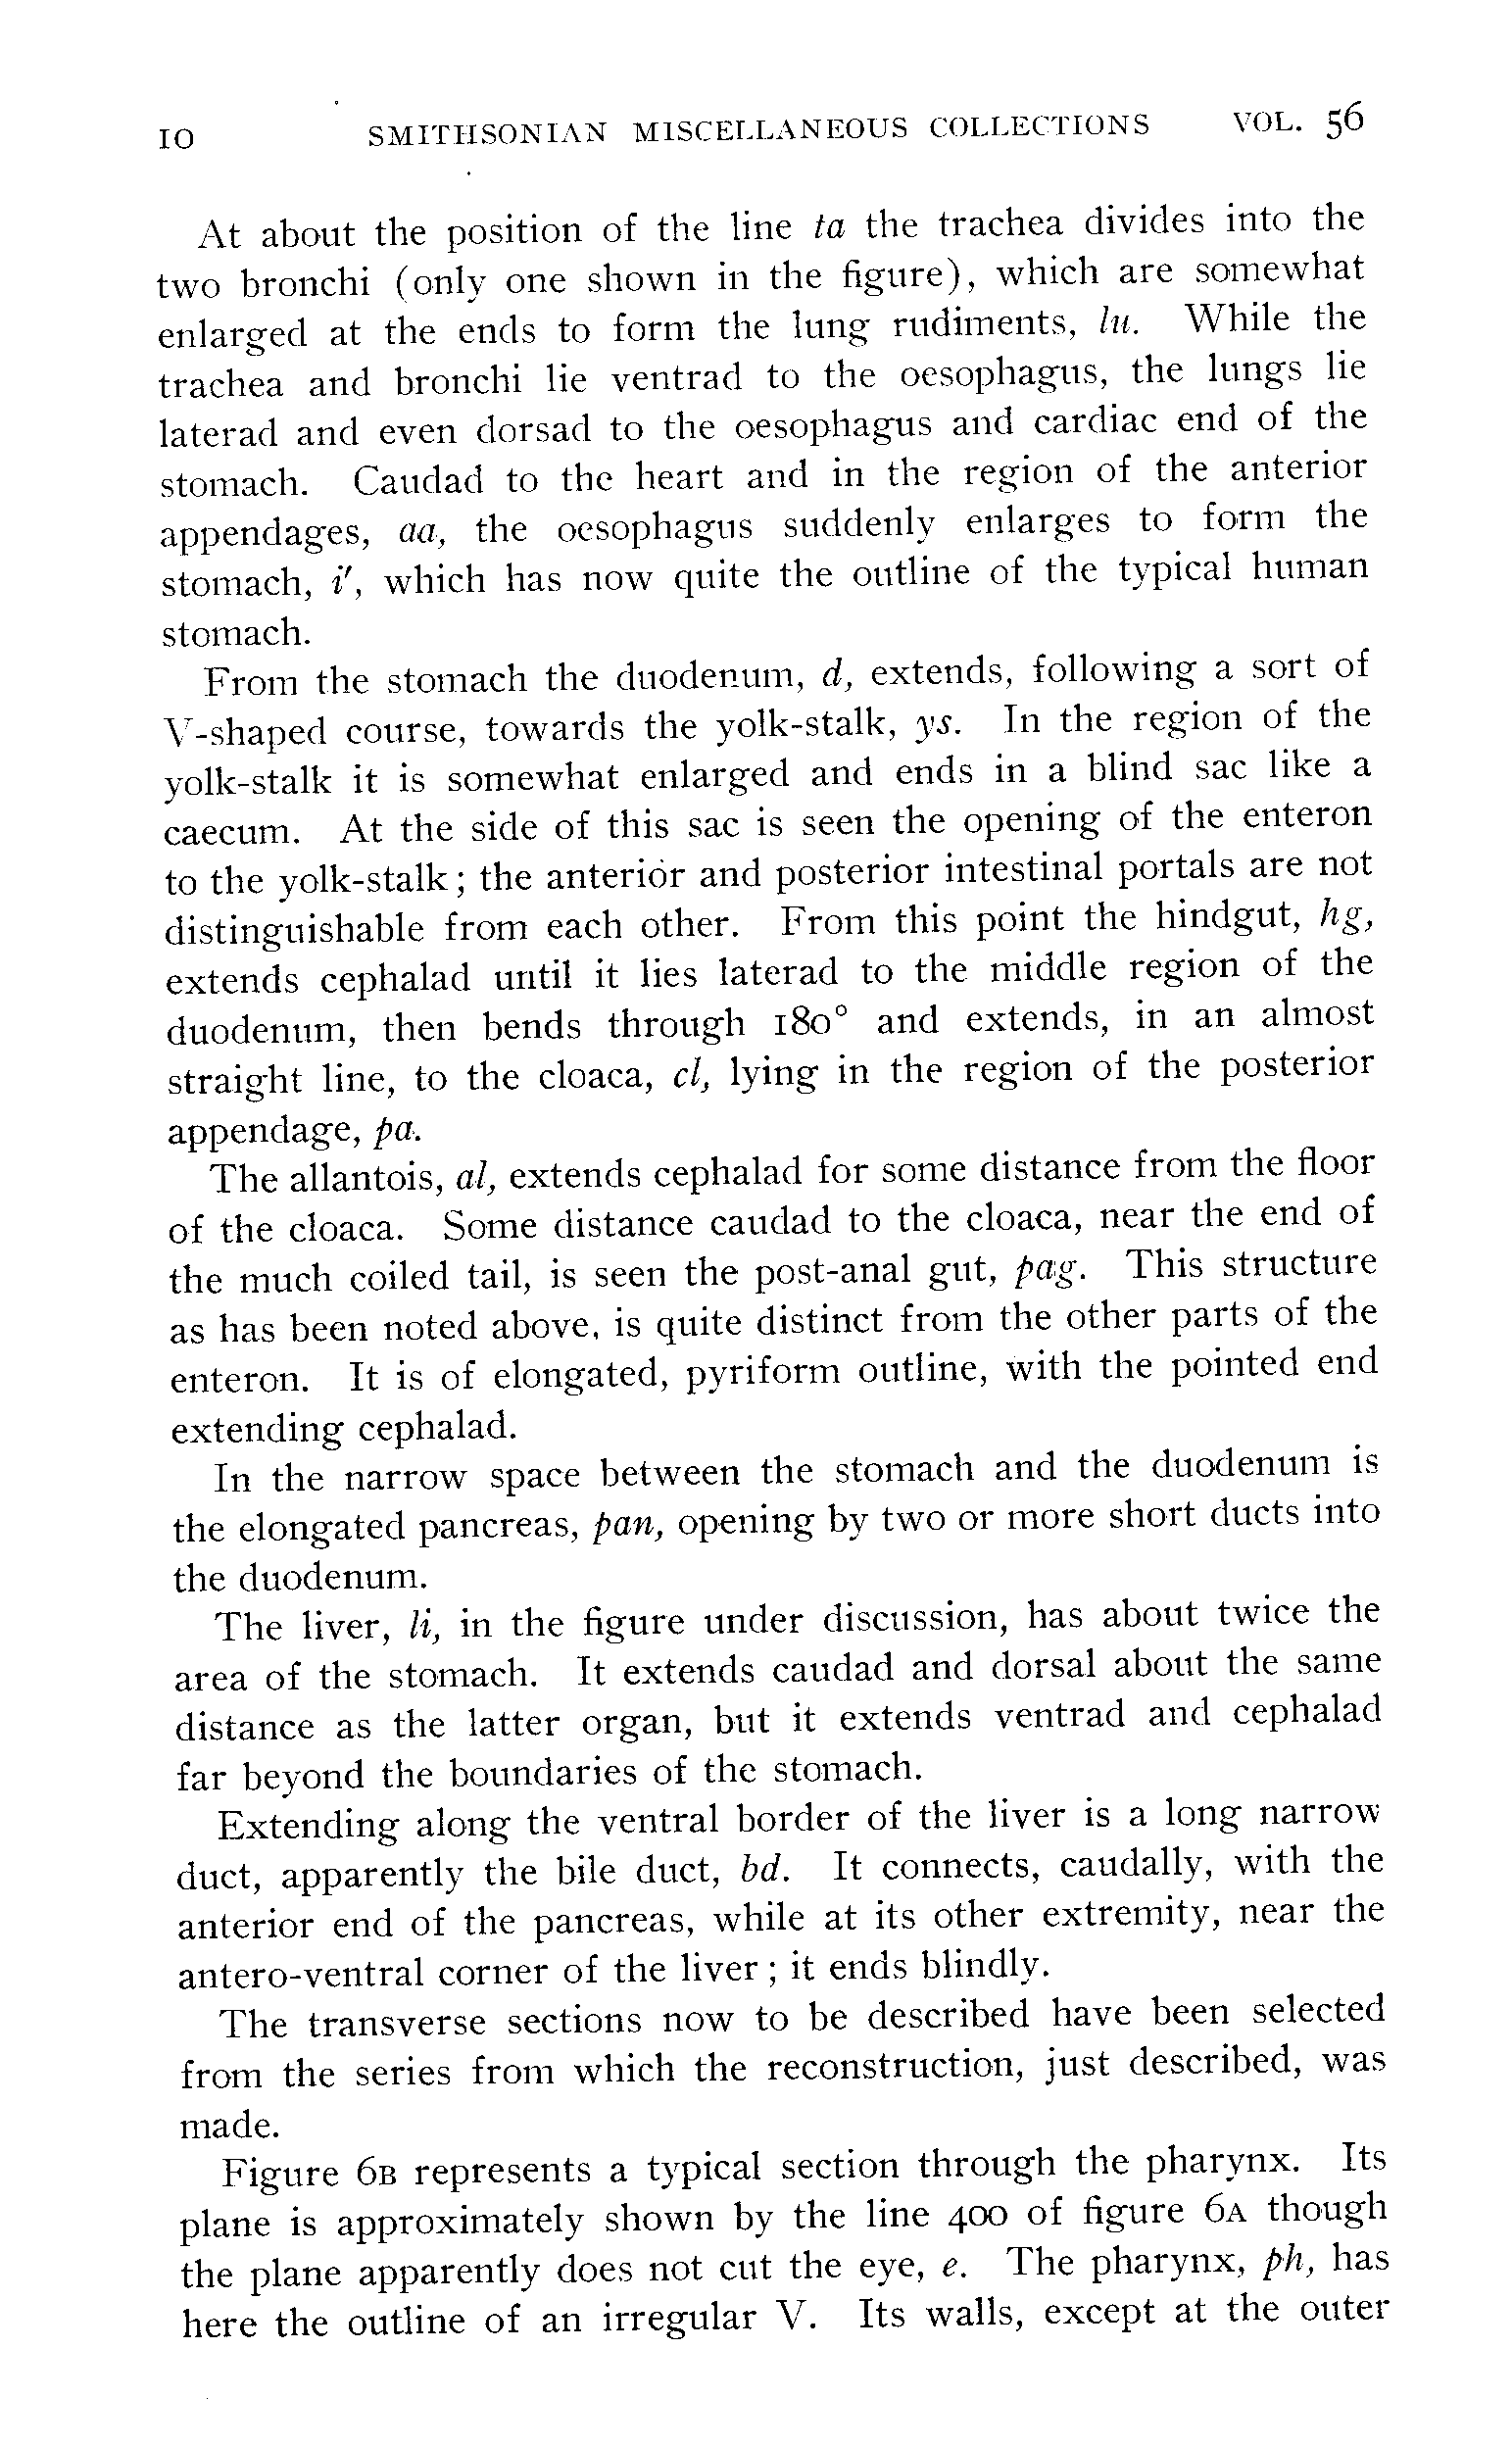 10 SMITHSONIAN MISCELLANEOUS COLLECTIONS VOL. 56
At about the position of the line ta the trachea divides into the
two bronchi (only one shown in the figure), which are somewhat
enlarged at the ends to form the lung rudiments, lu. While the
trachea and bronchi lie ventrad to the oesophagus, the lungs lie
laterad and even dorsad to the oesophagus and cardiac end of the
stomach. Caudad to the heart and in the region of the anterior
appendages, aa, the oesophagus suddenly enlarges to form the
stomach, i', which has now quite the outline of the typical human
stomach.
From the stomach the duodenum, d, extends, following a sort of
V-shaped course, towards the yolk-stalk, ys. In the region of the
yolk-stalk it is somewhat enlarged and ends in a blind sac like a
caecum. At the side of this sac is seen the opening of the enteron
to the yolk-stalk; the anterior and posterior intestinal portals are not
distinguishable from each other. From this point the hindgut, hg,
extends cephalad until it lies laterad to the middle region of the
duodenum, then bends through 180° and extends, in an almost
straight line, to the cloaca, cl, lying in the region of the posterior
appendage, pa.
The allantois, al, extends cephalad for some distance from the floor
of the cloaca. Some distance caudad to the cloaca, near the end of
the much coiled tail, is seen the post-anal gut, pag. This structure
as has been noted above, is quite distinct from the other parts of the
enteron. It is of elongated, pyriform outline, with the pointed end
extending cephalad.
In the narrow space between the stomach and the duodenum is
the elongated pancreas, pan, opening by two or more short ducts into
the duodenum.
The liver, li, in the figure under discussion, has about twice the
area of the stomach. It extends caudad and dorsal about the same
distance as the latter organ, but it extends ventrad and cephalad
far beyond the boundaries of the stomach.
Extending along the ventral border of the liver is a long narrow
duct, apparently the bile duct, bd. It connects, caudally, with the
anterior end of the pancreas, while at its other extremity, near the
antero-ventral corner of the liver; it ends blindly.
The transverse sections now to be described have been selected
from the series from which the reconstruction, just described, was
made.
Figure 6B represents a typical section through the pharynx. Its
plane is approximately shown by the line 400 of figure 6A though
the plane apparently does not cut the eye, e. The pharynx, ph, has
here the outline of an irregular V. Its walls, except at the outer